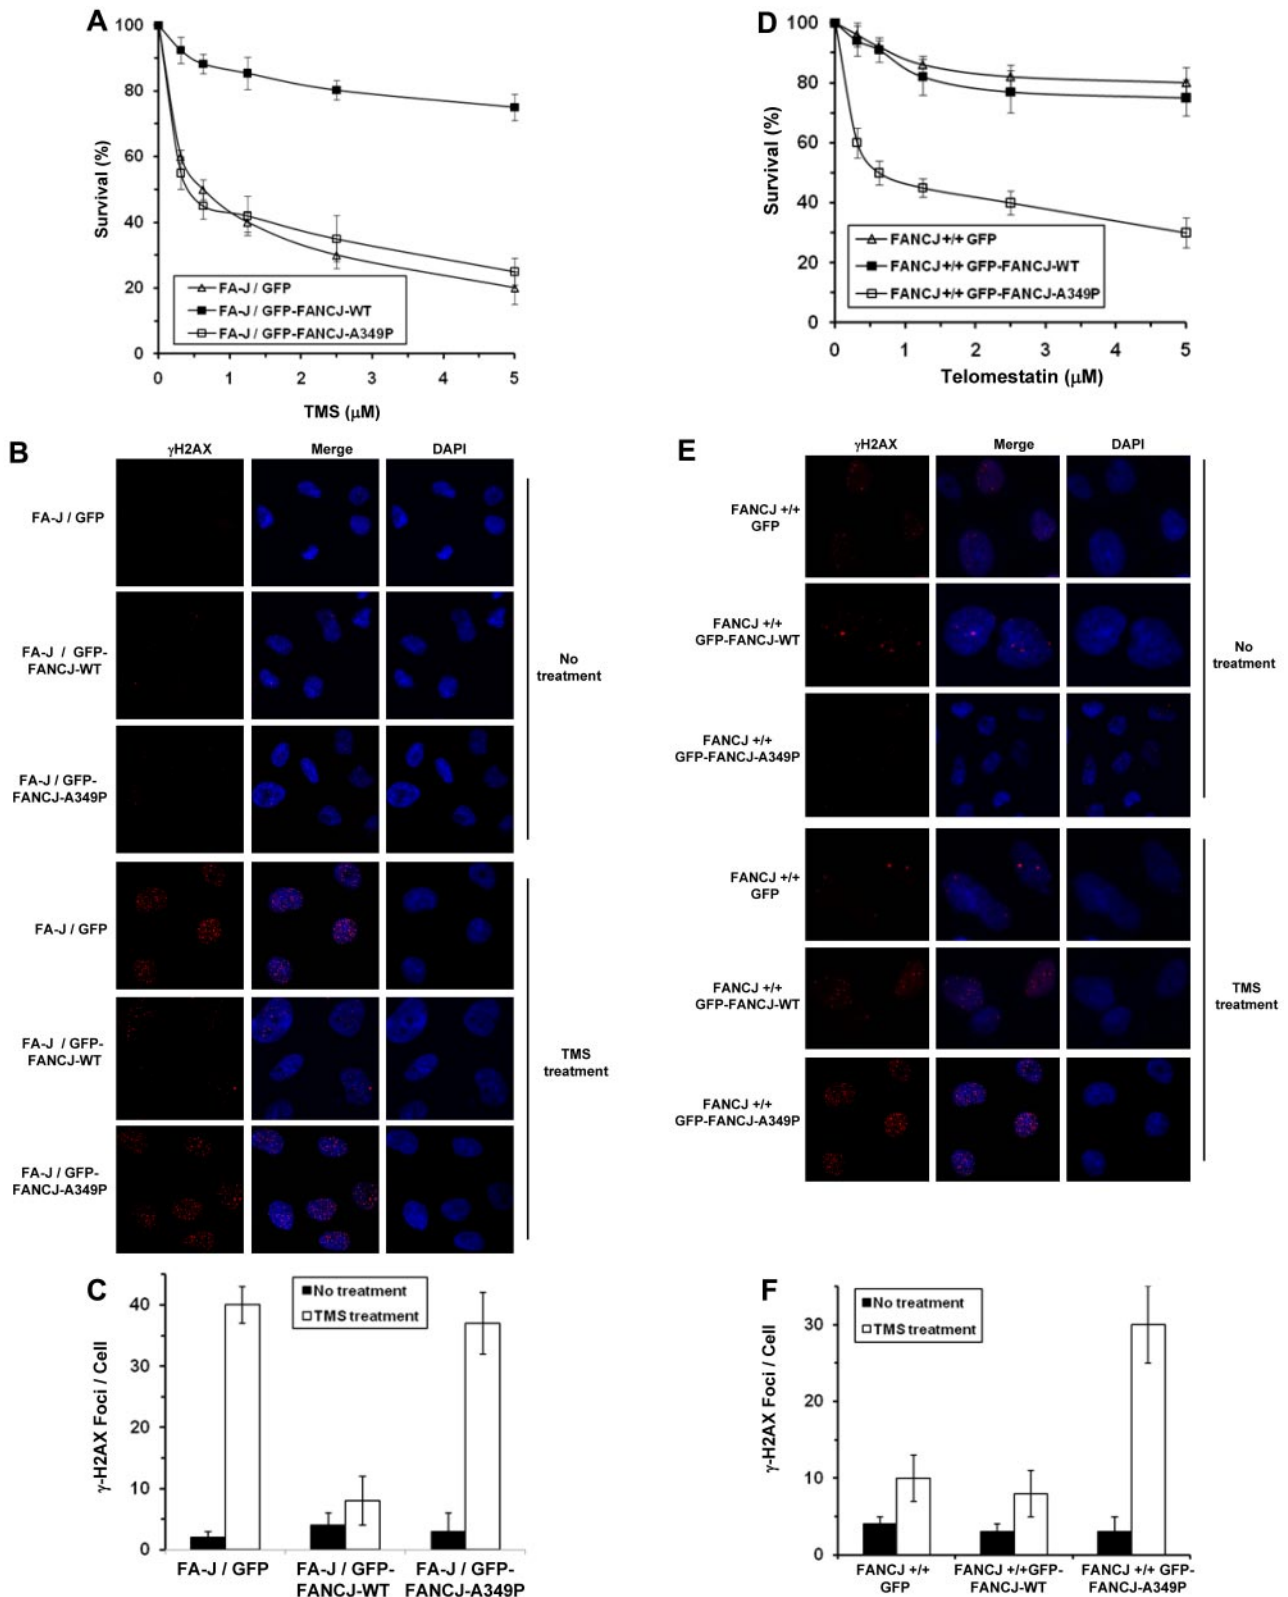 A
100
80
60
40
20
0
Survival (%)
FA-J / GFP
FA-J / GFP-FANCJ-WT
FA-J / GFP-FANCJ-A349P
0 1 2 3 4 5
TMS (μM)
D
100
80
60
40
20
0
Survival (%)
FANCJ +/+ GFP
FANCJ +/+ GFP-FANCJ-WT
FANCJ +/+ GFP-FANCJ-A349P
0 1 2 3 4 5
Telomestatin (μM)
B
γH2AX Merge DAPI
FA-J / GFP
FA-J / GFP-
FANCJ-WT
FA-J / GFP-
FANCJ-A349P
No
treatment
FA-J / GFP
FA-J / GFP-
FANCJ-WT
FA-J / GFP-
FANCJ-A349P
TMS
treatment
E
γH2AX Merge DAPI
FANCJ +/+
GFP
FANCJ +/+
GFP-FANCJ-WT
FANCJ +/+
GFP-FANCJ-A349P
No
treatment
FANCJ +/+
GFP
FANCJ +/+
GFP-FANCJ-WT
FANCJ +/+
GFP-FANCJ-A349P
TMS
treatment
C
40
30
20
10
0
γ-H2AX Foci / Cell
No treatment
TMS treatment
FA-J / GFP
FA-J / GFP-
FANCJ-WT
FA-J / GFP-
FANCJ-A349P
F
30
20
10
0
γ-H2AX Foci / Cell
No treatment
TMS treatment
FANCJ +/+
GFP
FANCJ +/+GFP-
FANCJ-WT
FANCJ +/+ GFP-
FANCJ-A349P